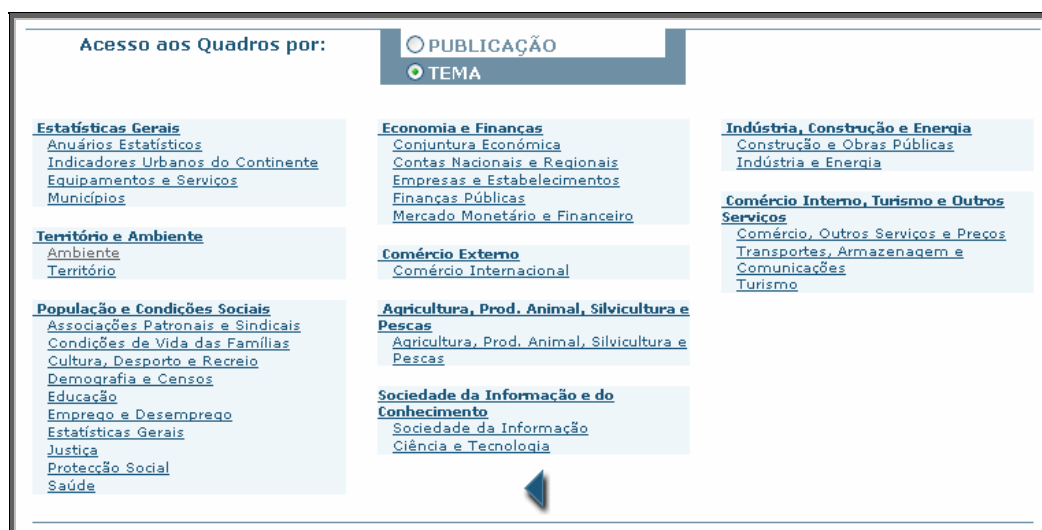 Acesso aos Quadros por:
PUBLICAÇÃO
TEMA
Estatísticas Gerais
Anuários Estatísticos
Indicadores Urbanos do Continente
Equipamentos e Serviços
Municípios
Território e Ambiente
Ambiente
Território
População e Condições Sociais
Associações Patronais e Sindicais
Condições de Vida das Famílias
Cultura, Desporto e Recreio
Demografia e Censos
Educação
Emprego e Desemprego
Estatísticas Gerais
Justiça
Protecção Social
Saúde
Economia e Finanças
Conjuntura Económica
Contas Nacionais e Regionais
Empresas e Estabelecimentos
Finanças Públicas
Mercado Monetário e Financeiro
Comércio Externo
Comércio Internacional
Agricultura, Prod. Animal, Silvicultura e
Pescas
Agricultura, Prod. Animal, Silvicultura e
Pescas
Sociedade da Informação e do
Conhecimento
Sociedade da Informação
Ciência e Tecnologia
Indústria, Construção e Energia
Construção e Obras Públicas
Indústria e Energia
Comércio Interno, Turismo e Outros
Serviços
Comércio, Outros Serviços e Preços
Transportes, Armazenagem e
Comunicações
Turismo